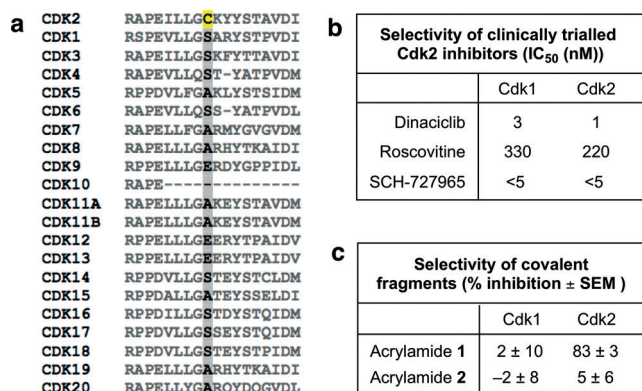 a
CDK2 RAPEILLGCKYYSTAVDI
CDK1 RSPEVLLGSARYSTPVDI
CDK3 RAPEILLGSKFYTTAVDI
CDK4 RAPEVLLQST-YATPVDM
CDK5 RPPDVLFGAKLYSTSIDM
CDK6 RAPEVLLQSS-YATPVDL
CDK7 RAPELLFGARMYGVGVDM
CDK8 RAPELLLGARHYTKAIDI
CDK9 RPPELLLGERDYGPPIDL
CDK10 RAPE--------------
CDK11A RAPELLLGAKEYSTAVDM
CDK11B RAPELLLGAKEYSTAVDM
CDK12 RPPELLLGEERYTPAIDV
CDK13 RPPELLLGEERYTPAIDV
CDK14 RPPDVLLGSTEYSTCLDM
CDK15 RPPDALLGATEYSSELDI
CDK16 RPPDILLGSTDYSTQIDM
CDK17 RPPDVLLGSSEYSTQIDM
CDK18 RPPDVLLGSTEYSTPIDM
CDK19 RAPELLLGARHYTKAIDI
CDK20 RAPELLYGARQYDQGVDL
b
Selectivity of clinically trialled
Cdk2 inhibitors (IC50 (nM))
Cdk1 Cdk2
Dinaciclib 3 1
Roscovitine 330 220
SCH-727965 <5 <5
c
Selectivity of covalent
fragments (% inhibition ± SEM )
Cdk1 Cdk2
Acrylamide 1 2 ± 10 83 ± 3
Acrylamide 2 –2 ± 8 5 ± 6